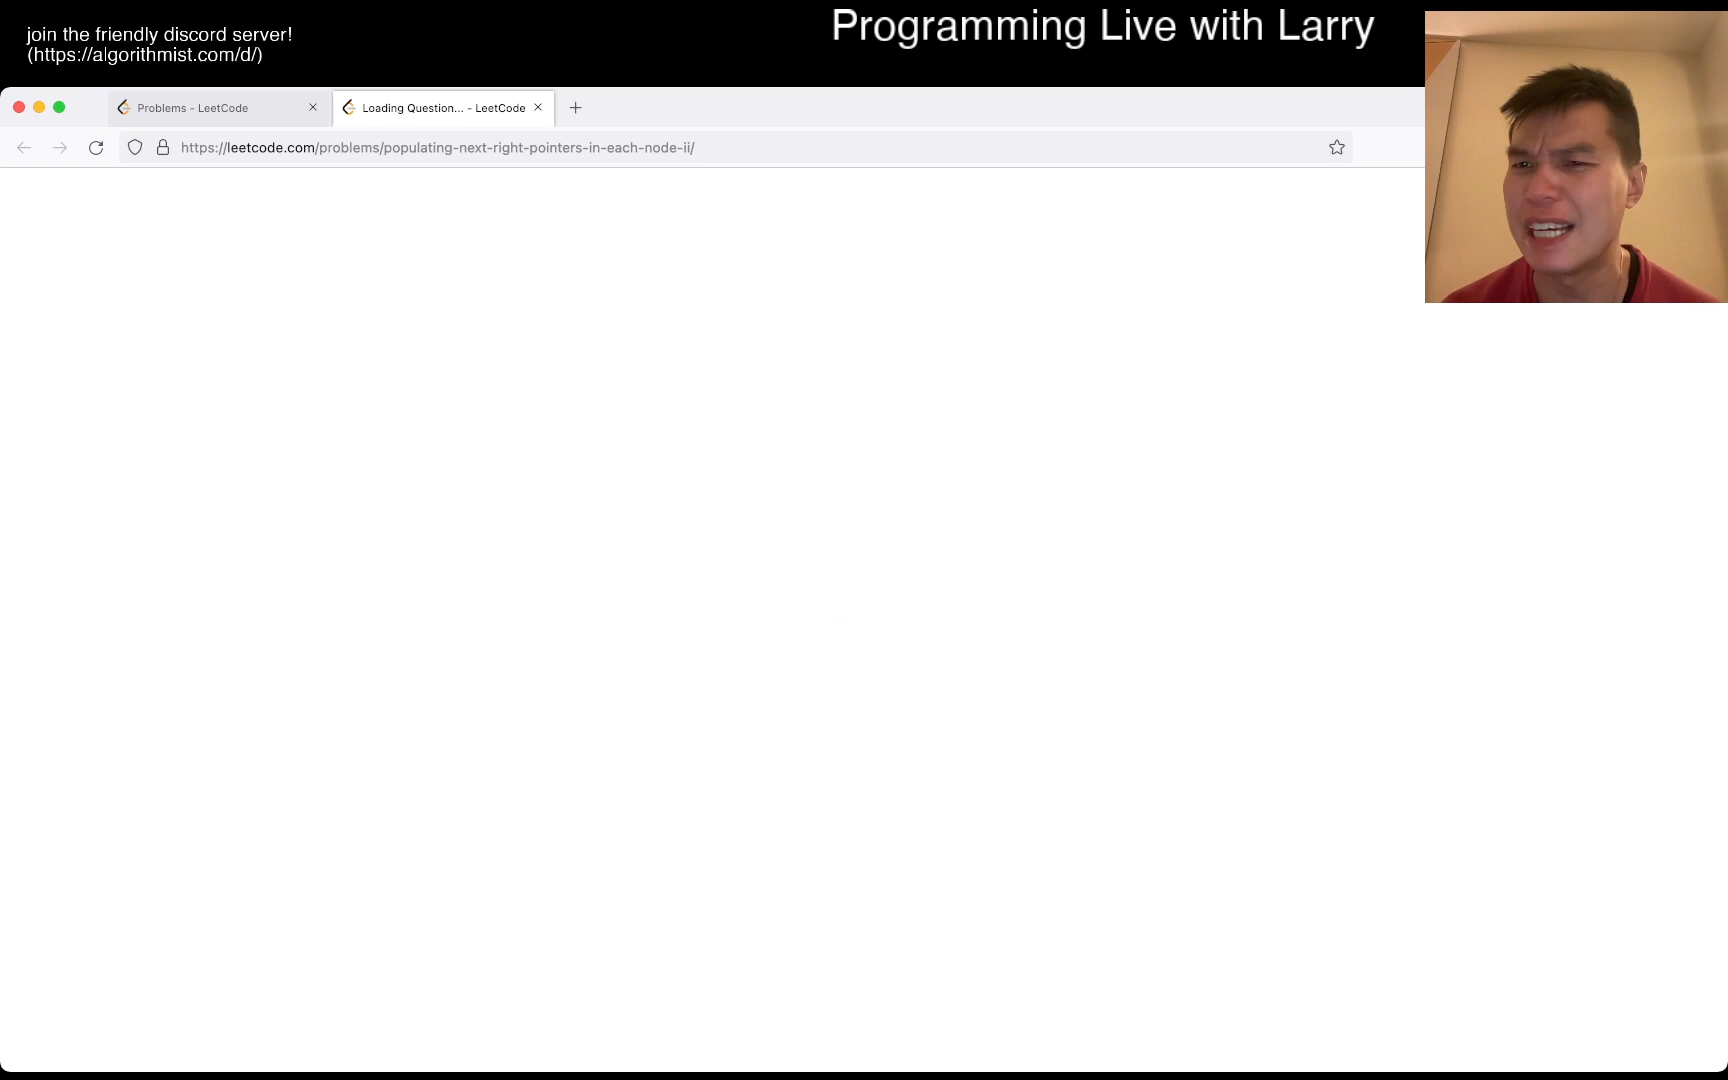 join the friendly discord server!
(https://algorithmist.com/d/)
Programming Live with Larry
Problems - LeetCode
Loading Question... - LeetCode
https://leetcode.com/problems/populating-next-right-pointers-in-each-node-ii/